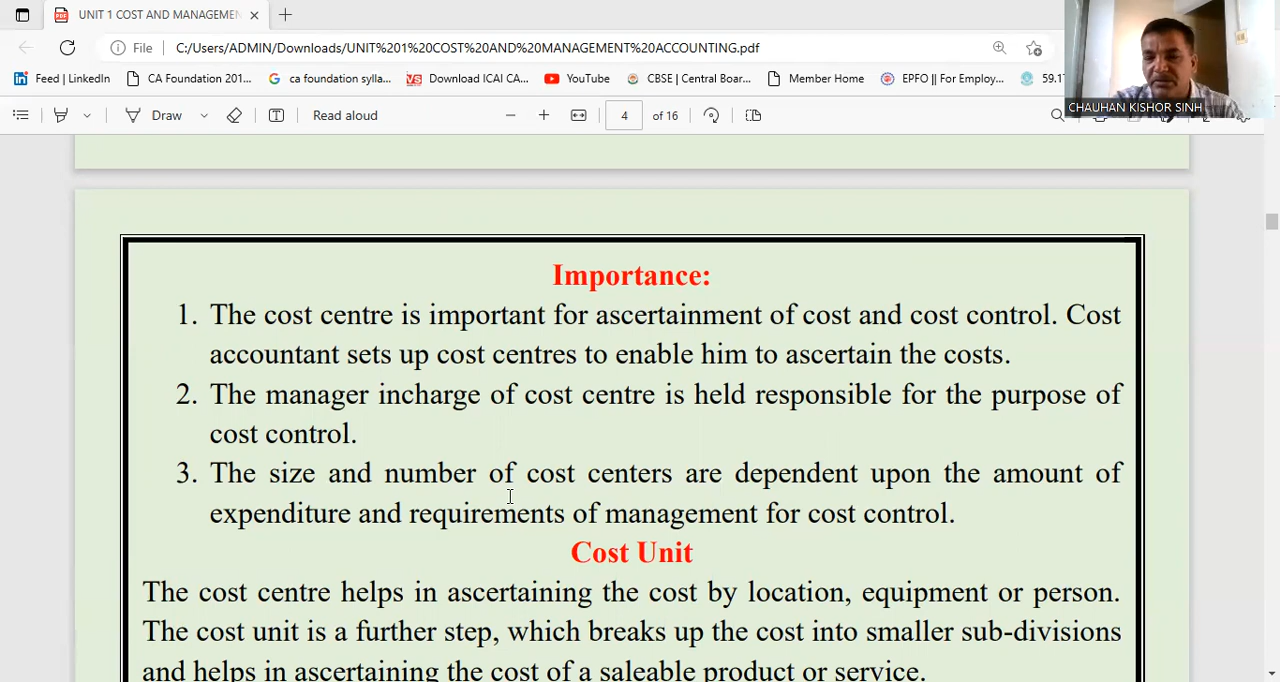 UNIT 1 COST AND MANAGEMEN
File C:/Users/ADMIN/Downloads/UNIT%201%20COST%20AND%20MANAGEMENT%20ACCOUNTING.pdf
Feed | LinkedIn CA Foundation 201... ca foundation sylla... Download ICAI CA... YouTube CBSE | Central Boar... Member Home EPFO || For Employ... 59.1
CHAUHAN KISHOR SINH
Draw Read aloud 4 of 16
Importance:
1. The cost centre is important for ascertainment of cost and cost control. Cost
accountant sets up cost centres to enable him to ascertain the costs.
2. The manager incharge of cost centre is held responsible for the purpose of
cost control.
3. The size and number of cost centers are dependent upon the amount of
expenditure and requirements of management for cost control.
Cost Unit
The cost centre helps in ascertaining the cost by location, equipment or person.
The cost unit is a further step, which breaks up the cost into smaller sub-divisions
and helps in ascertaining the cost of a saleable product or service.